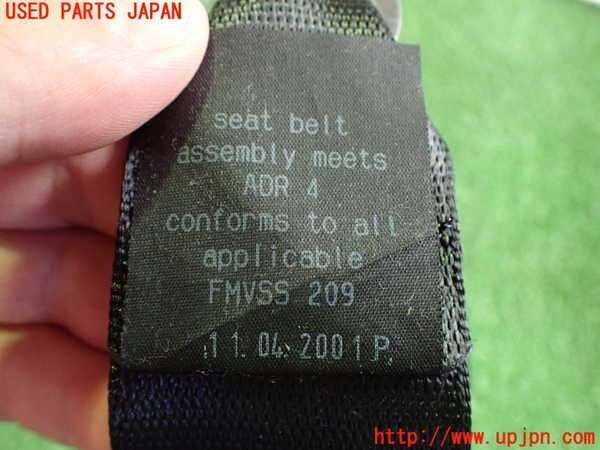 USED PARTS JAPAN
seat belt
assembly meets
ADR 4
conforms to all
applicable
FMVSS 209
11.04.2001P.
http://www.upjpn.com